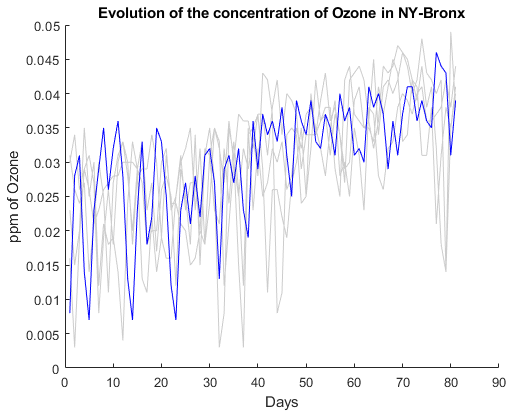 Evolution of the concentration of Ozone in NY-Bronx
0.05
0.045
0.04
0.035
0.03
0.025
0.02
0.015
0.01
0.005
0
ppm of Ozone
0 10 20 30 40 50 60 70 80 90
Days